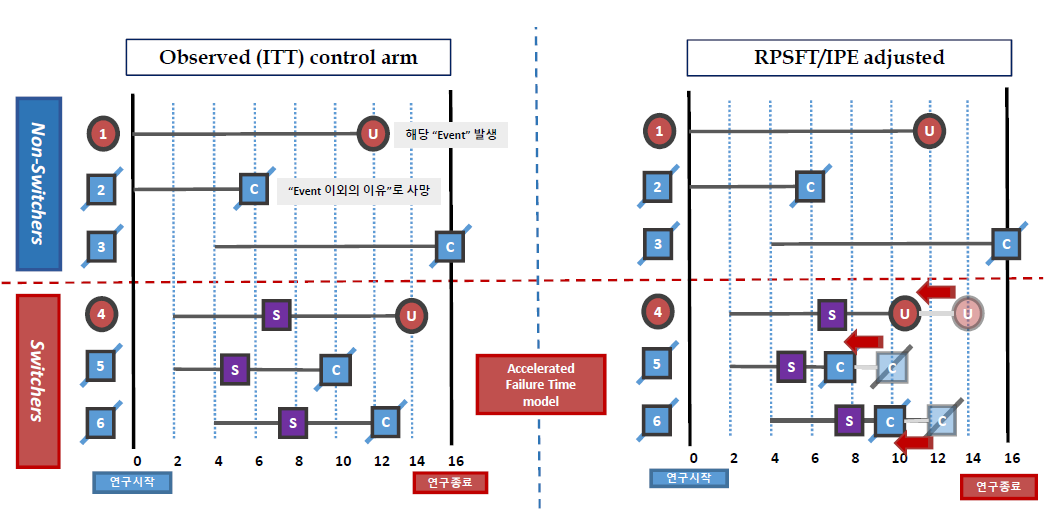 Observed (ITT) control arm
RPSFT/IPE adjusted
Non-Switchers
1
U
해당 “Event” 발생
2
C
“Event 이외의 이유”로 사망
3
C
1
U
2
C
3
C
Switchers
4
S
U
5
S
C
6
S
C
Accelerated
Failure Time
model
4
S
U
U
5
S
C
C
6
S
C
C
0 2 4 6 8 10 12 14 16
연구시작
연구종료
0 2 4 6 8 10 12 14 16
연구시작
연구종료